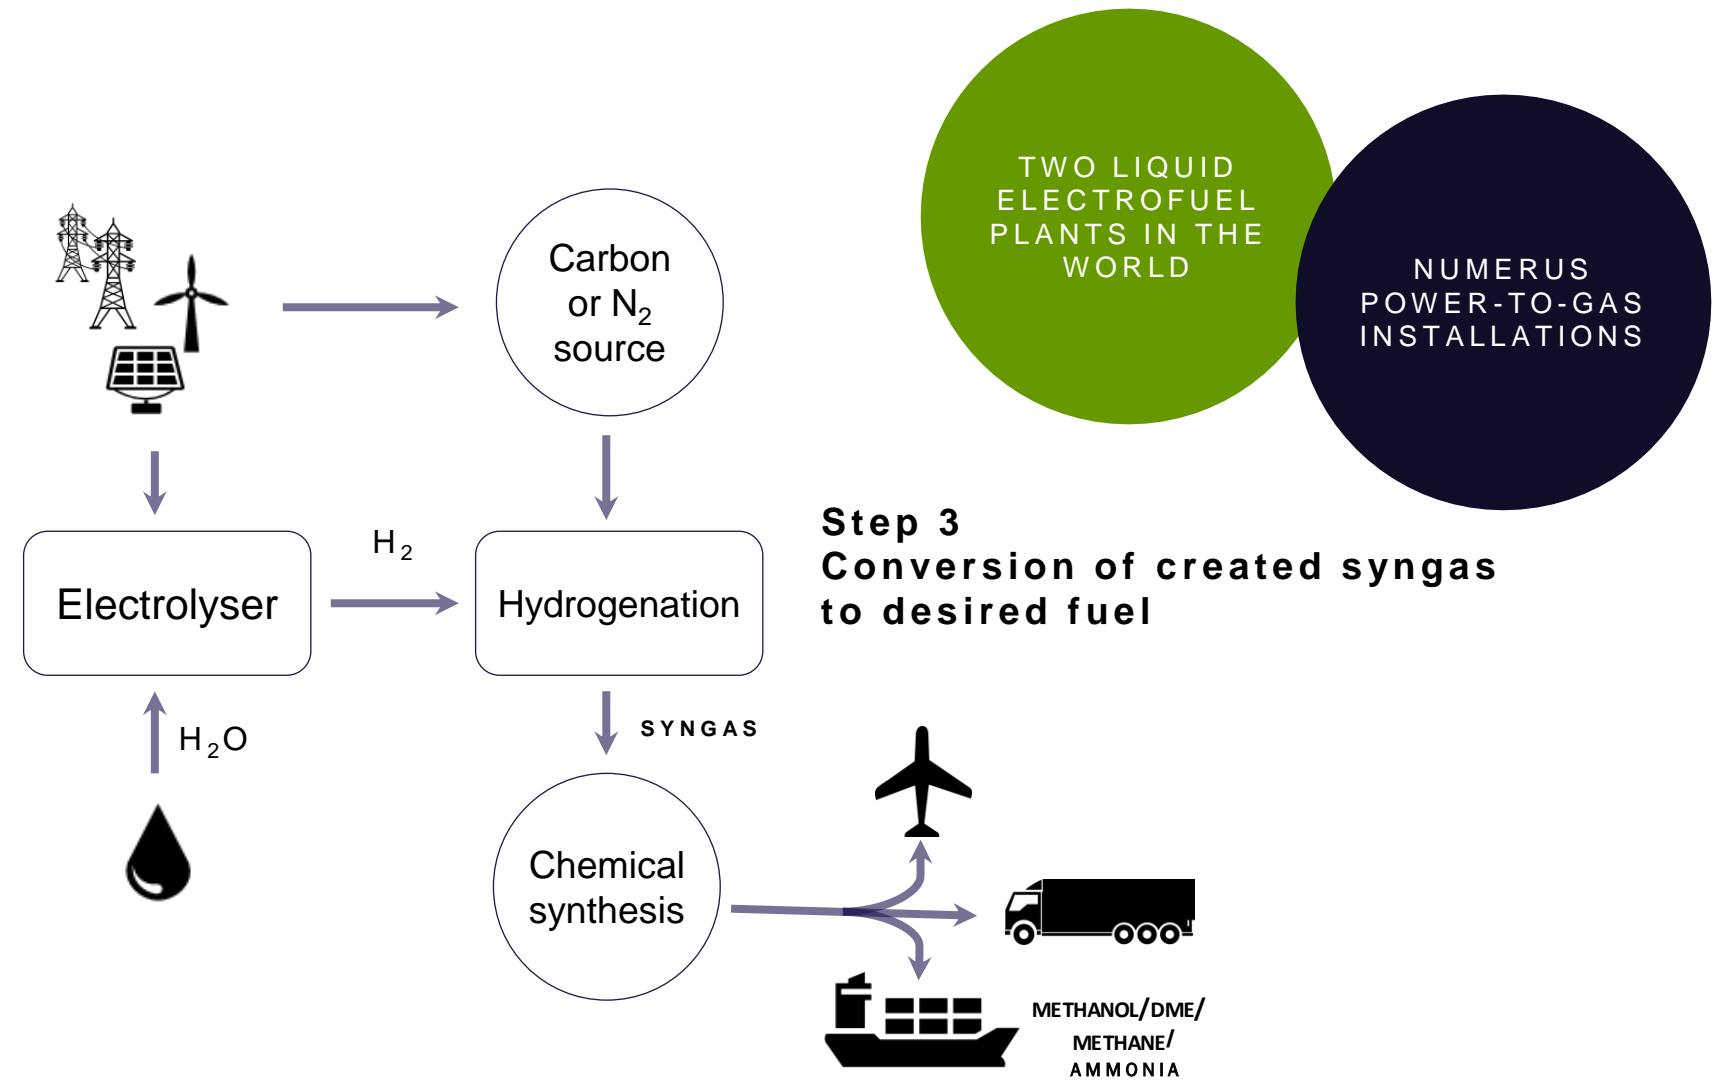 TWO LIQUID
ELECTROFUEL
PLANTS IN THE
WORLD
NUMERUS
POWER-TO-GAS
INSTALLATIONS
Carbon
or N₂
source
H₂
Electrolyser
Hydrogenation
Step 3
Conversion of created syngas
to desired fuel
H₂O
SYNGAS
Chemical
synthesis
METHANOL/DME/
METHANE/
AMMONIA